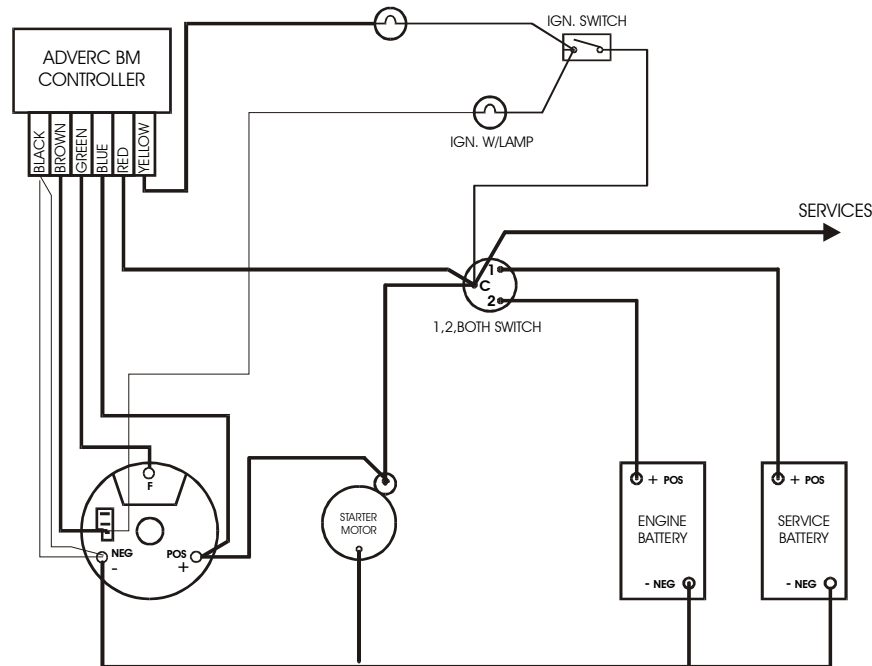 IGN. SWITCH
ADVERC BM
CONTROLLER
BLACK
BROWN
GREEN
BLUE
RED
YELLOW
IGN. W/LAMP
SERVICES
1
C
2
1,2,BOTH SWITCH
F
+ POS
+ POS
STARTER
MOTOR
ENGINE
BATTERY
SERVICE
BATTERY
NEG
-
POS
+
- NEG
- NEG